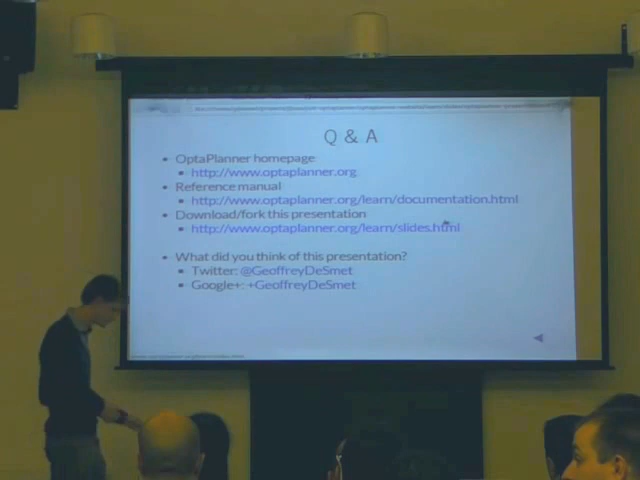 Q & A
• OptaPlanner homepage
• http://www.optaplanner.org
• Reference manual
• http://www.optaplanner.org/learn/documentation.html
• Download/fork this presentation
• http://www.optaplanner.org/learn/slides.html
• What did you think of this presentation?
• Twitter: @GeoffreyDeSmet
• Google+: +GeoffreyDeSmet